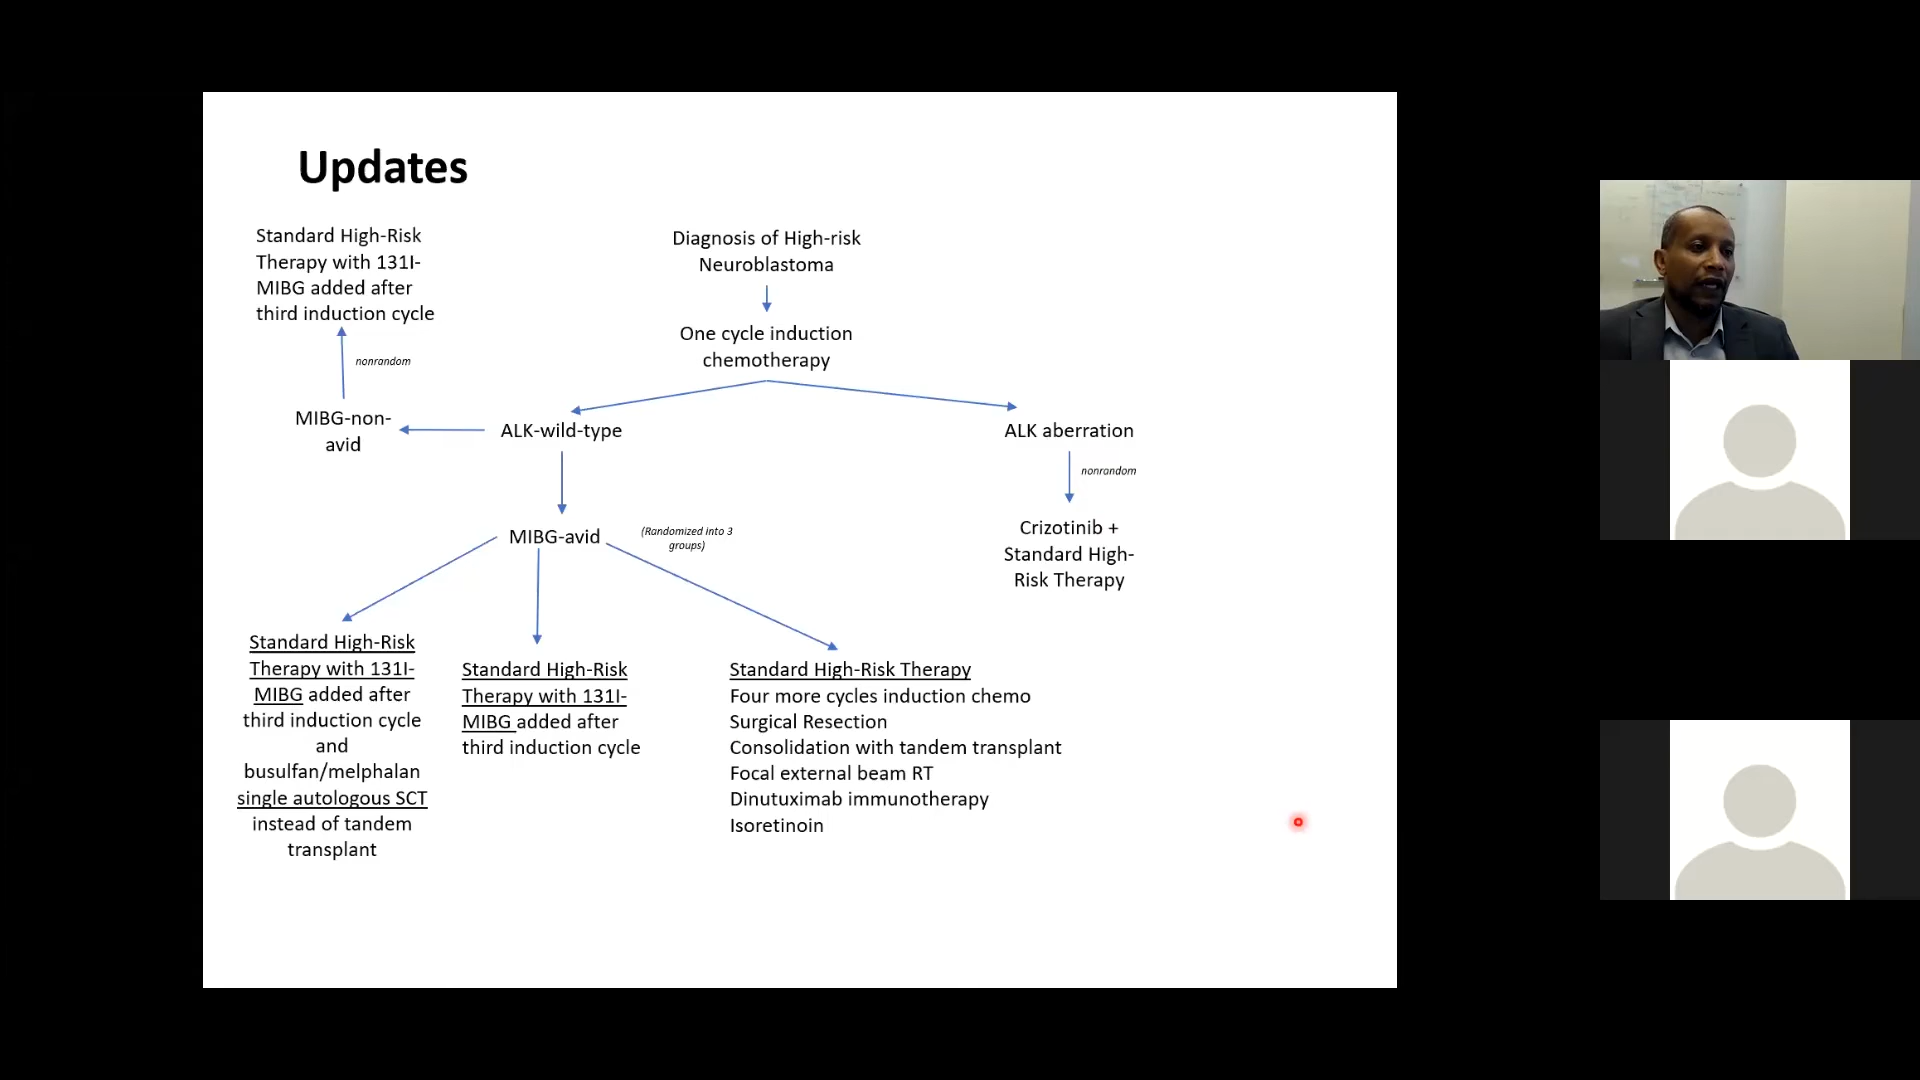 Updates
Standard High-Risk
Therapy with 131I-
MIBG added after
third induction cycle
nonrandom
MIBG-non-
avid
Diagnosis of High-risk
Neuroblastoma
One cycle induction
chemotherapy
ALK-wild-type
ALK aberration
nonrandom
Crizotinib +
Standard High-
Risk Therapy
MIBG-avid
(Randomized into 3
groups)
Standard High-Risk
Therapy with 131I-
MIBG added after
third induction cycle
and
busulfan/melphalan
single autologous SCT
instead of tandem
transplant
Standard High-Risk
Therapy with 131I-
MIBG added after
third induction cycle
Standard High-Risk Therapy
Four more cycles induction chemo
Surgical Resection
Consolidation with tandem transplant
Focal external beam RT
Dinutuximab immunotherapy
Isoretinoin